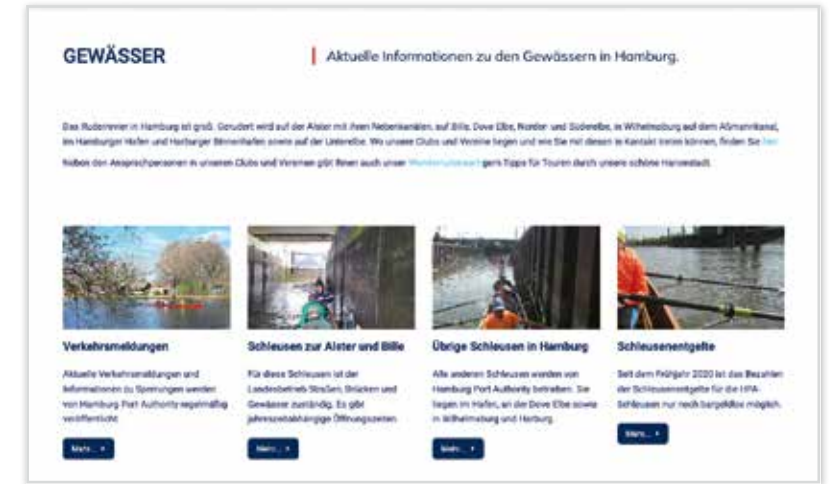 GEWÄSSER
Aktuelle Informationen zu den Gewässern in Hamburg.
Das Ruderrevier in Hamburg ist groß. Gerudert wird auf der Alster mit ihren Nebenkanälen, auf Bille, Dove Elbe, Norder- und Süderelbe, in Wilhelmsburg auf dem Aßmannkanal,
im Hamburger Hafen und Harburger Binnenhafen sowie auf der Unterelbe. Wo unsere Clubs und Vereine liegen und wie Sie mit diesen in Kontakt treten können, finden Sie hier
Neben den Ansprechpersonen in unseren Clubs und Vereinen gibt Ihnen auch unser gern Tipps für Touren durch unsere schöne Hansestadt.
Verkehrsmeldungen
Aktuelle Verkehrsmeldungen und
Informationen zu Sperrungen werden
von Hamburg Port Authority regelmäßig
veröffentlicht
Mehr...
Schleusen zur Alster und Bille
Für diese Schleusen ist der
Landesbetrieb Straßen, Brücken und
Gewässer zuständig. Es gibt
jahreszeitabhängige Öffnungszeiten.
Mehr...
Übrige Schleusen in Hamburg
Alle anderen Schleusen werden von
Hamburg Port Authority betrieben. Sie
liegen im Hafen, an der Dove Elbe sowie
in Wilhelmsburg und Harburg.
Mehr...
Schleusenentgelte
Seit dem Frühjahr 2020 ist das Bezahlen
der Schleusenentgelte für die HPA-
Schleusen nur noch bargeldlos möglich.
Mehr...